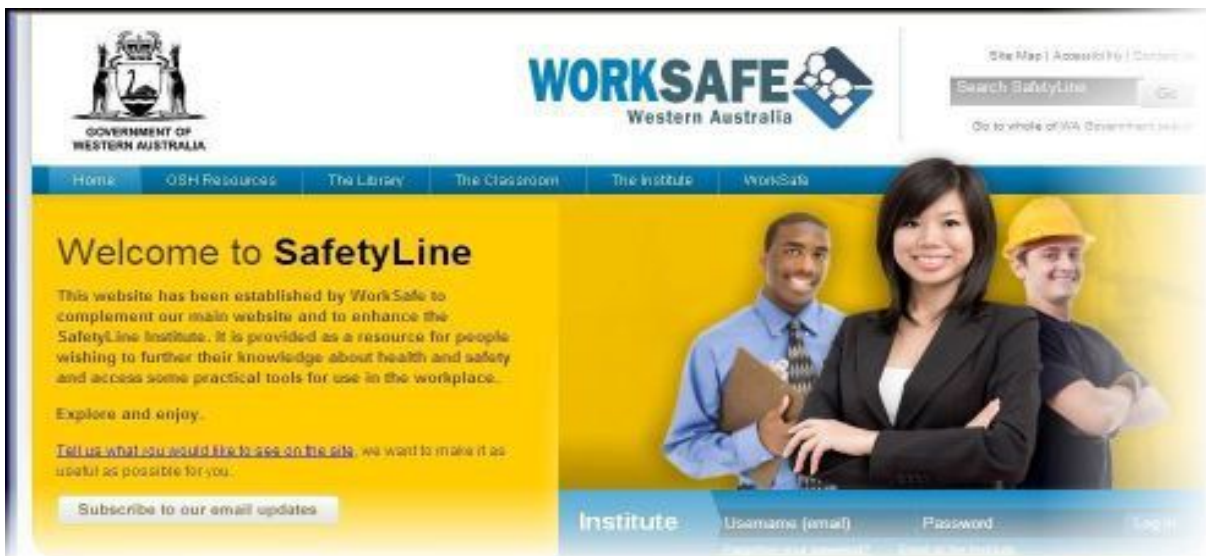 GOVERNMENT OF
WESTERN AUSTRALIA
WORKSAFE
Western Australia
Site Map | Accessibility | Contact
Search SafetyLine
Go
Go to whole of WA Government search
Home
OSH Resources
The Library
The Classroom
The Institute
WorkSafe
Welcome to SafetyLine
This website has been established by WorkSafe to
complement our main website and to enhance the
SafetyLine Institute. It is provided as a resource for people
wishing to further their knowledge about health and safety
and access some practical tools for use in the workplace.
Explore and enjoy.
Tell us what you would like to see on the site, we want to make it as
useful as possible for you.
Subscribe to our email updates
Institute
Username (email)
Password
Log in